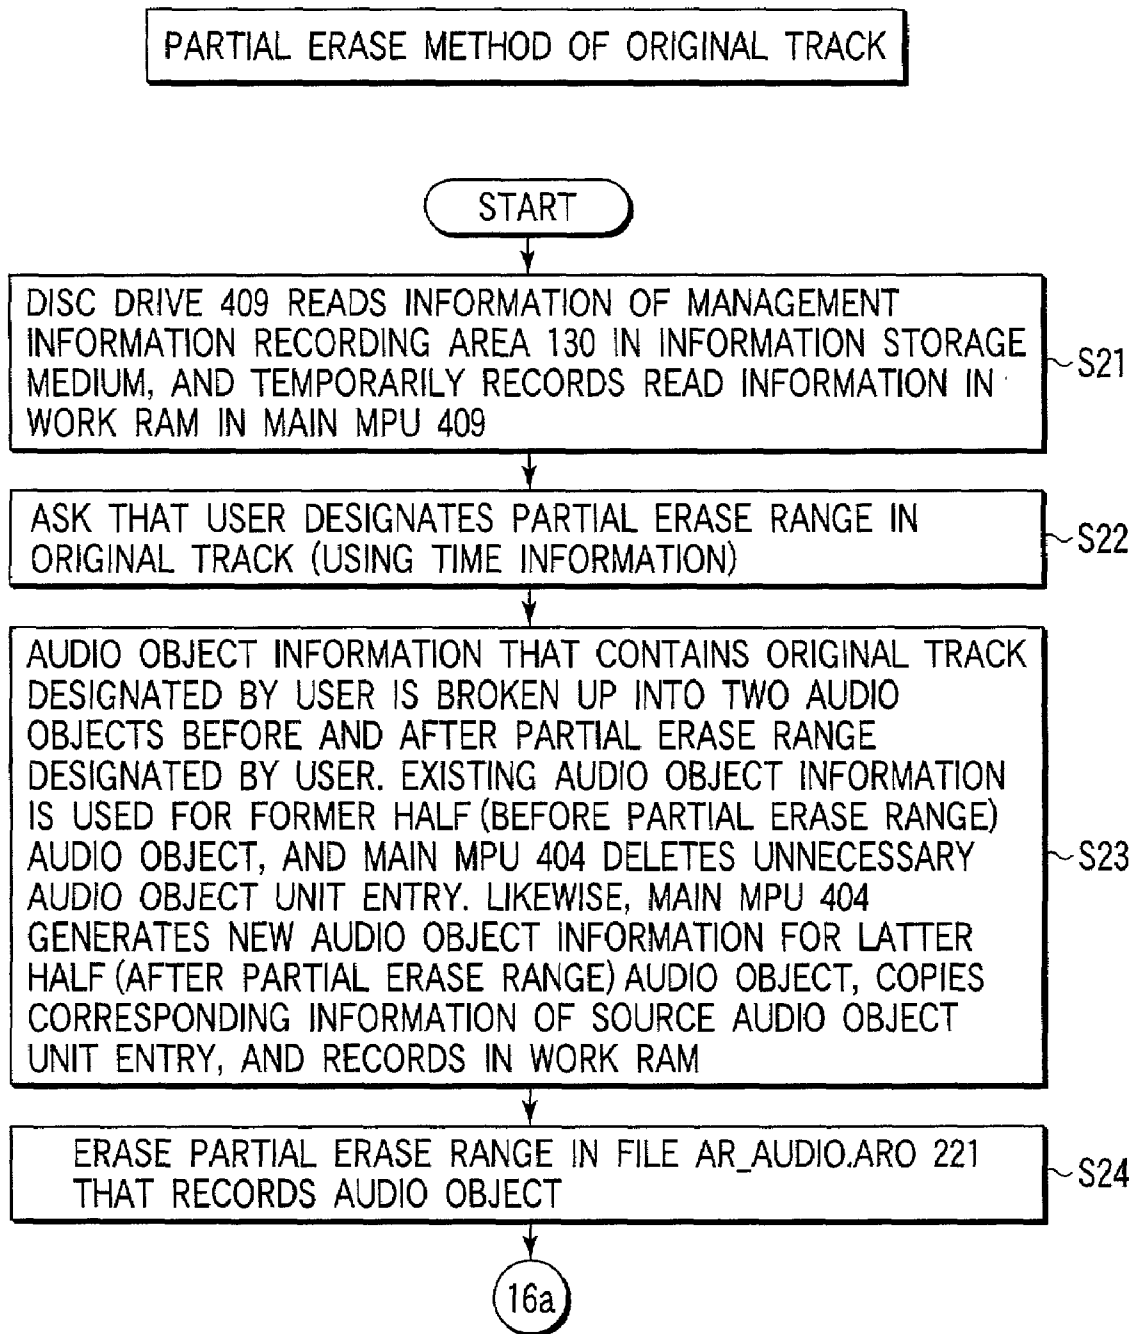 PARTIAL ERASE METHOD OF ORIGINAL TRACK
START
DISC DRIVE 409 READS INFORMATION OF MANAGEMENT
INFORMATION RECORDING AREA 130 IN INFORMATION STORAGE
MEDIUM, AND TEMPORARILY RECORDS READ INFORMATION IN
WORK RAM IN MAIN MPU 409
S21
ASK THAT USER DESIGNATES PARTIAL ERASE RANGE IN
ORIGINAL TRACK (USING TIME INFORMATION)
S22
AUDIO OBJECT INFORMATION THAT CONTAINS ORIGINAL TRACK
DESIGNATED BY USER IS BROKEN UP INTO TWO AUDIO
OBJECTS BEFORE AND AFTER PARTIAL ERASE RANGE
DESIGNATED BY USER. EXISTING AUDIO OBJECT INFORMATION
IS USED FOR FORMER HALF (BEFORE PARTIAL ERASE RANGE)
AUDIO OBJECT, AND MAIN MPU 404 DELETES UNNECESSARY
AUDIO OBJECT UNIT ENTRY. LIKEWISE, MAIN MPU 404
GENERATES NEW AUDIO OBJECT INFORMATION FOR LATTER
HALF (AFTER PARTIAL ERASE RANGE) AUDIO OBJECT, COPIES
CORRESPONDING INFORMATION OF SOURCE AUDIO OBJECT
UNIT ENTRY, AND RECORDS IN WORK RAM
S23
ERASE PARTIAL ERASE RANGE IN FILE AR_AUDIO.ARO 221
THAT RECORDS AUDIO OBJECT
S24
16a